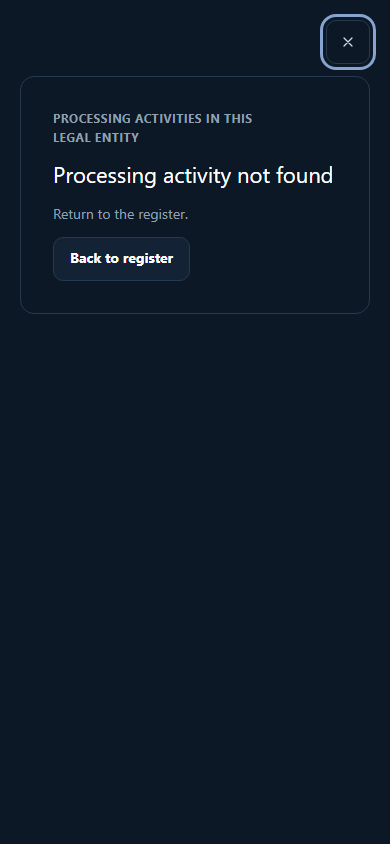 PROCESSING ACTIVITIES IN THIS
LEGAL ENTITY
Processing activity not found
Return to the register.
Back to register